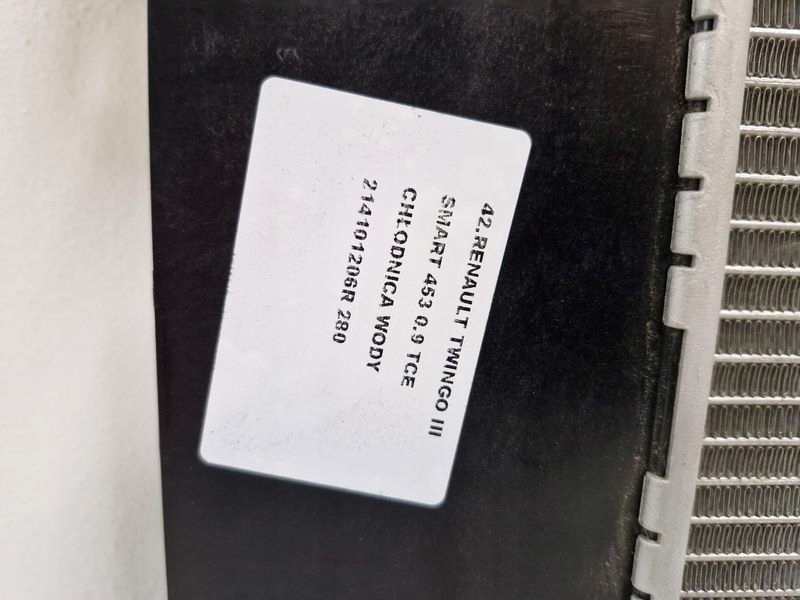 42.RENAULT TWINGO III
SMART 453 0.9 TCE
CHŁODNICA WODY
214101206R 280